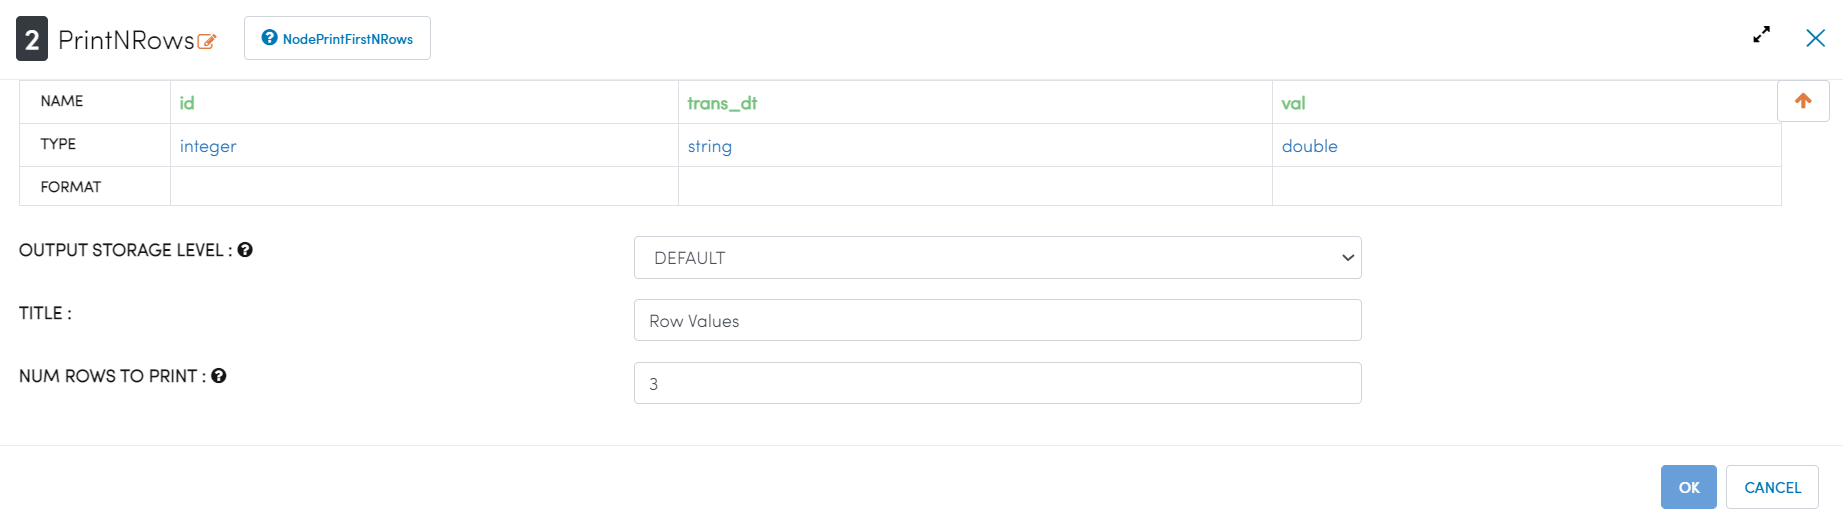 2 PrintNRows NodePrintFirstNRows
NAME id trans_dt val
TYPE integer string double
FORMAT
OUTPUT STORAGE LEVEL : DEFAULT
TITLE : Row Values
NUM ROWS TO PRINT : 3
OK CANCEL